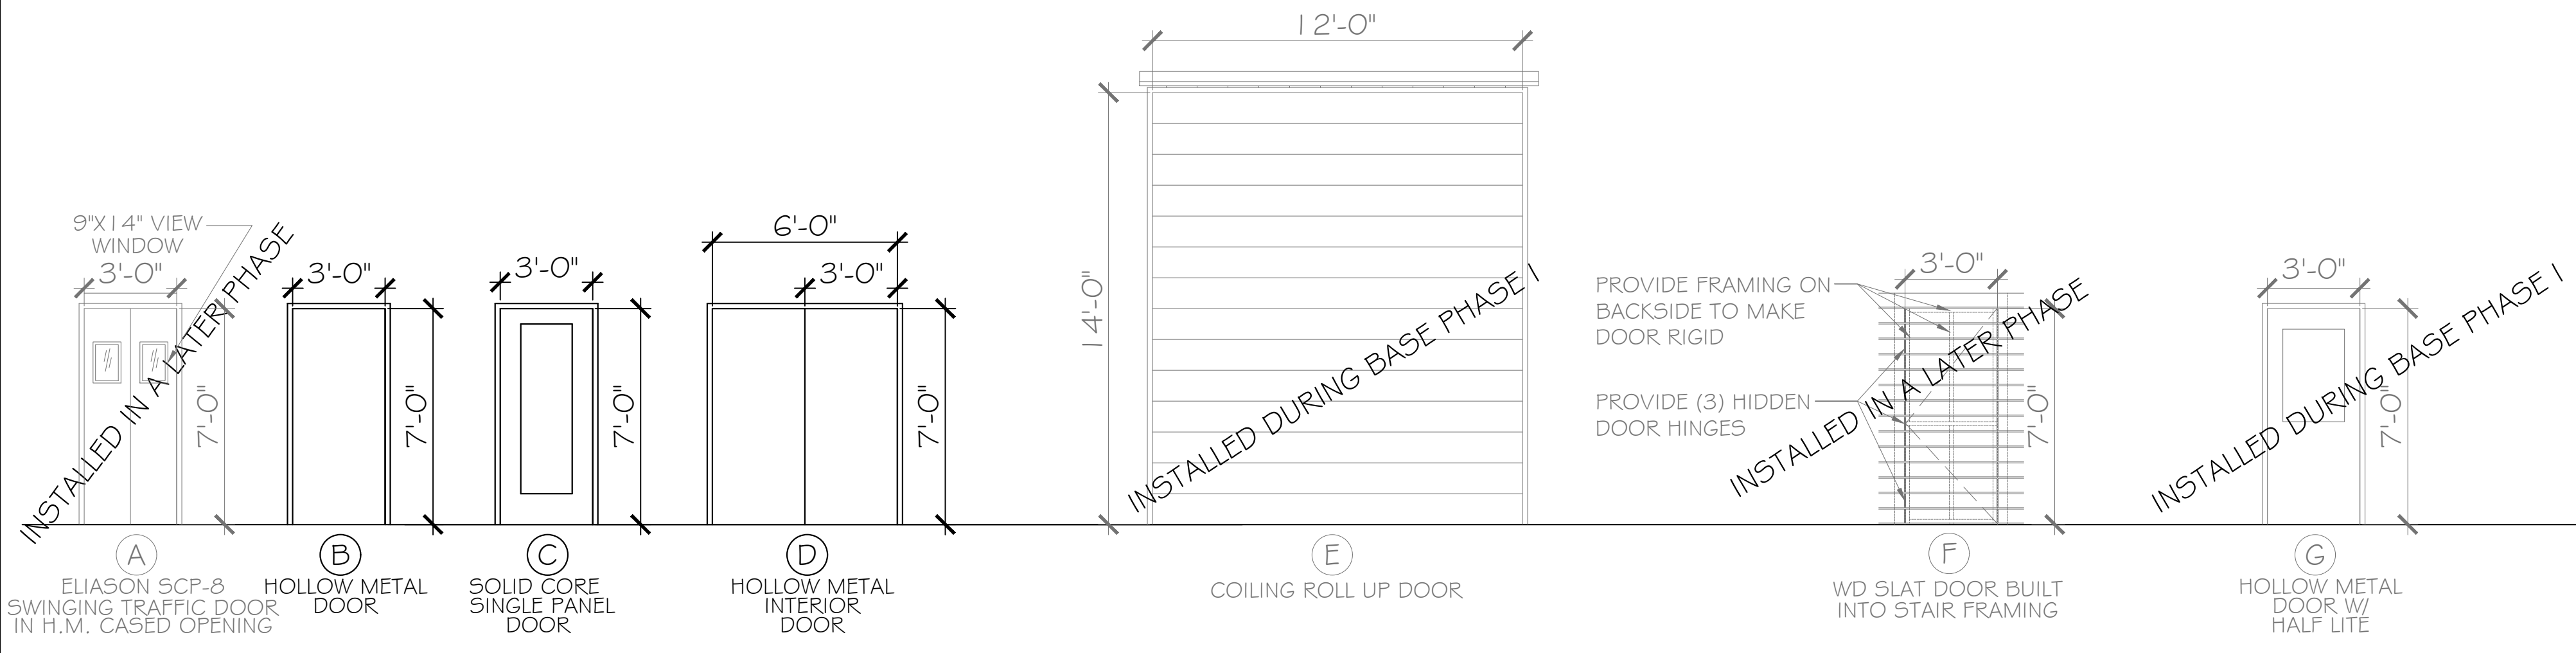 9"X14" VIEW
WINDOW
3'-0"
7'-0"
INSTALLED IN A LATER PHASE
A
ELIASON SCP-8
SWINGING TRAFFIC DOOR
IN H.M. CASED OPENING
3'-0"
7'-0"
B
HOLLOW METAL
DOOR
3'-0"
7'-0"
C
SOLID CORE
SINGLE PANEL
DOOR
6'-0"
3'-0"
7'-0"
D
HOLLOW METAL
INTERIOR
DOOR
12'-0"
14'-0"
INSTALLED DURING BASE PHASE I
E
COILING ROLL UP DOOR
PROVIDE FRAMING ON
BACKSIDE TO MAKE
DOOR RIGID
PROVIDE (3) HIDDEN
DOOR HINGES
3'-0"
7'-0"
INSTALLED IN A LATER PHASE
F
WD SLAT DOOR BUILT
INTO STAIR FRAMING
3'-0"
7'-0"
INSTALLED DURING BASE PHASE I
G
HOLLOW METAL
DOOR W/
HALF LITE